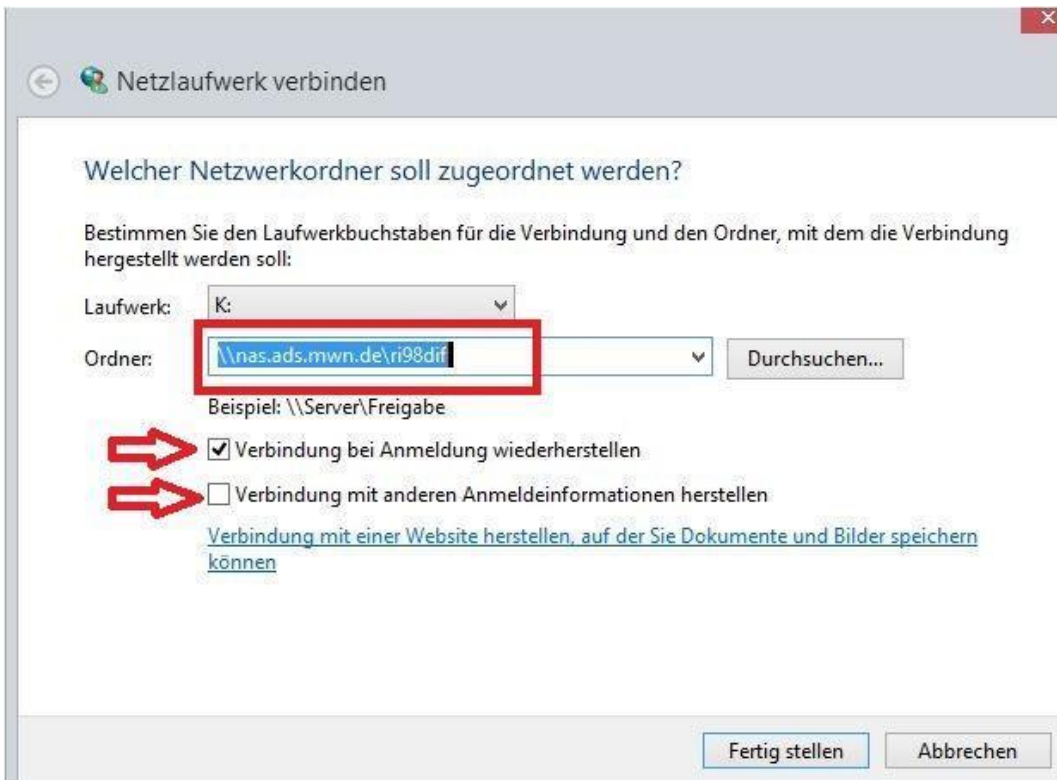 Netzlaufwerk verbinden
Welcher Netzwerkordner soll zugeordnet werden?
Bestimmen Sie den Laufwerkbuchstaben für die Verbindung und den Ordner, mit dem die Verbindung
hergestellt werden soll:
Laufwerk: K:
Ordner: \\nas.ads.mwn.de\ri98dif Durchsuchen...
Beispiel: \\Server\Freigabe
Verbindung bei Anmeldung wiederherstellen
Verbindung mit anderen Anmeldeinformationen herstellen
Verbindung mit einer Website herstellen, auf der Sie Dokumente und Bilder speichern
können
Fertig stellen Abbrechen